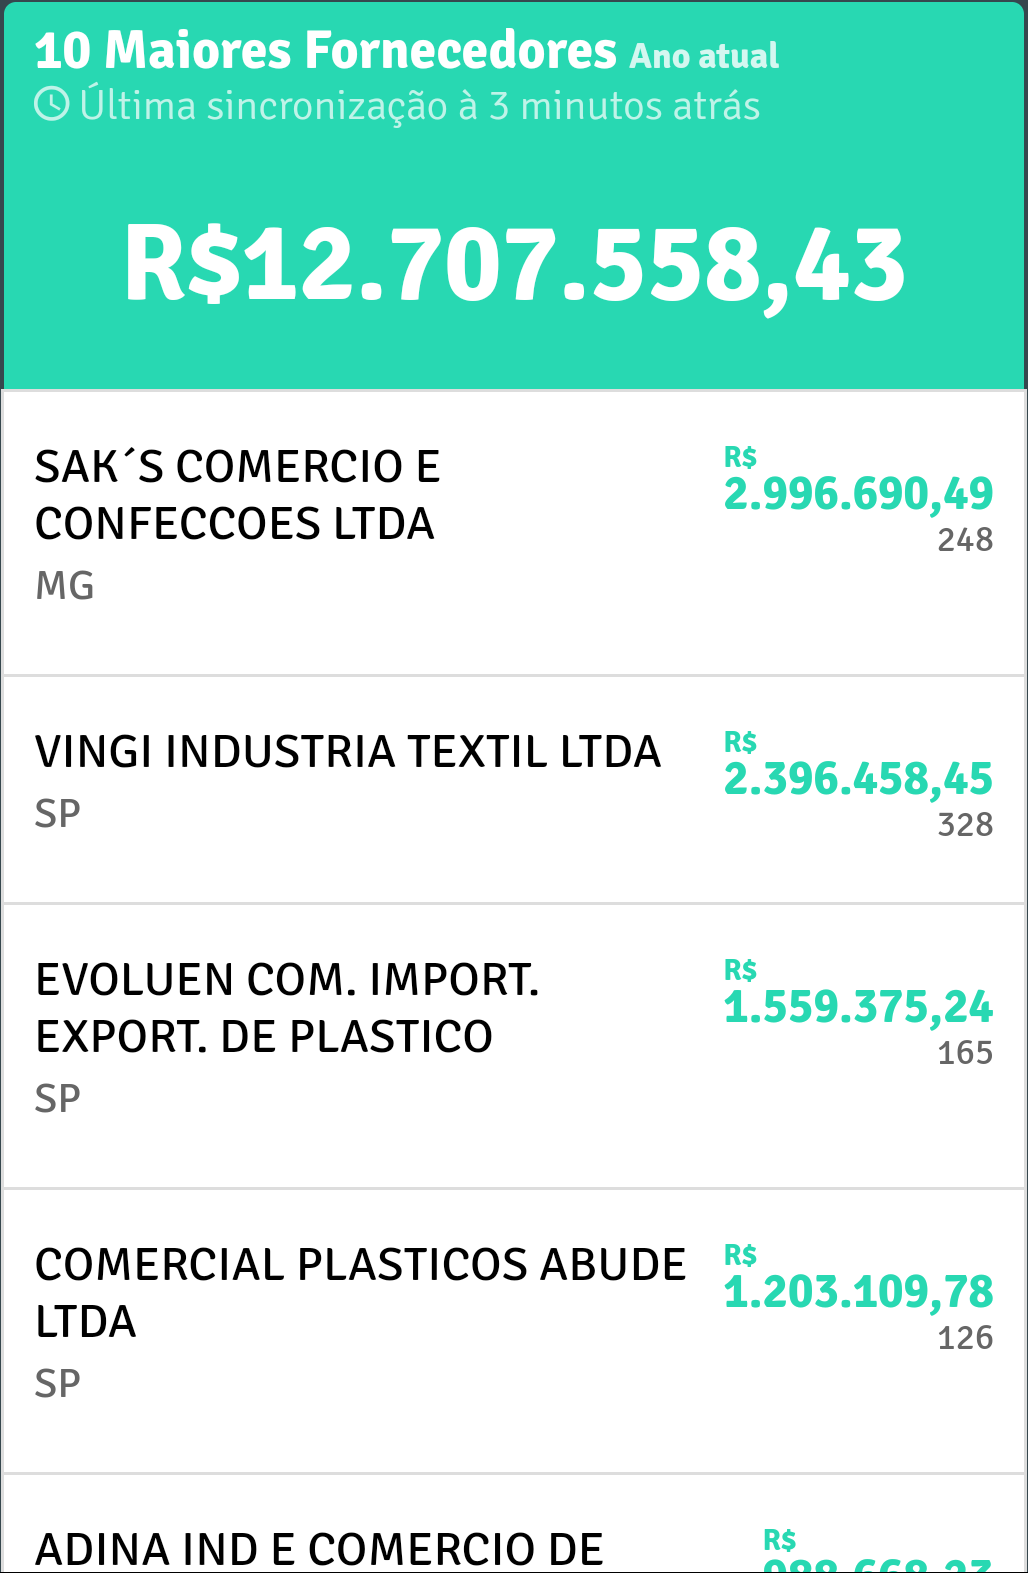 10 Maiores Fornecedores Ano atual
Última sincronização à 3 minutos atrás
R$12.707.558,43
SAK´S COMERCIO E
CONFECCOES LTDA
MG
R$
2.996.690,49
248
VINGI INDUSTRIA TEXTIL LTDA
SP
R$
2.396.458,45
328
EVOLUEN COM. IMPORT.
EXPORT. DE PLASTICO
SP
R$
1.559.375,24
165
COMERCIAL PLASTICOS ABUDE
LTDA
SP
R$
1.203.109,78
126
ADINA IND E COMERCIO DE
R$